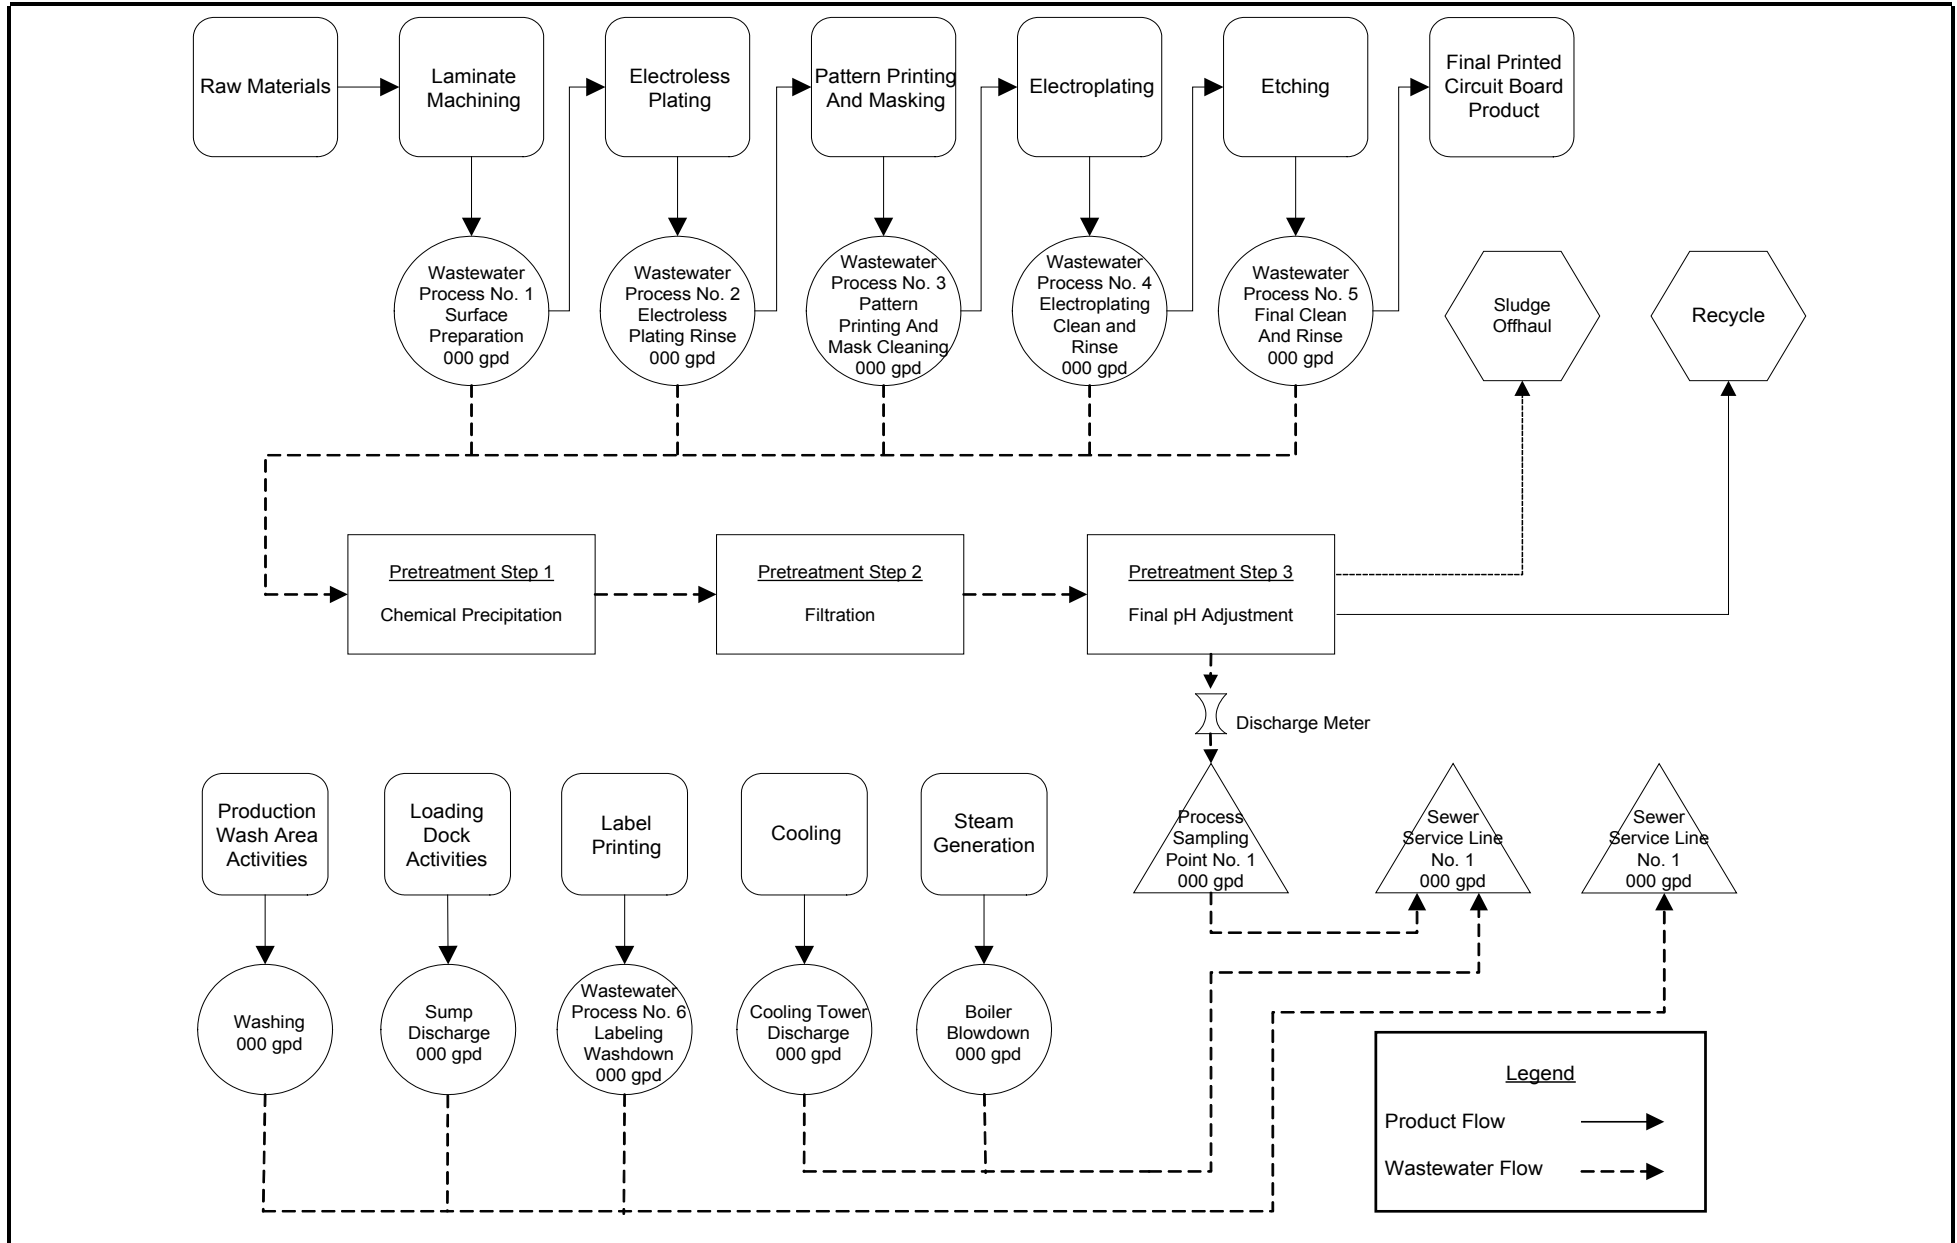 Raw Materials
Laminate
Machining
Electroless
Plating
Pattern Printing
And Masking
Electroplating
Etching
Final Printed
Circuit Board
Product
Wastewater
Process No. 1
Surface
Preparation
000 gpd
Wastewater
Process No. 2
Electroless
Plating Rinse
000 gpd
Wastewater
Process No. 3
Pattern
Printing And
Mask Cleaning
000 gpd
Wastewater
Process No. 4
Electroplating
Clean and
Rinse
000 gpd
Wastewater
Process No. 5
Final Clean
And Rinse
000 gpd
Sludge
Offhaul
Recycle
Pretreatment Step 1
Chemical Precipitation
Pretreatment Step 2
Filtration
Pretreatment Step 3
Final pH Adjustment
Discharge Meter
Production
Wash Area
Activities
Loading
Dock
Activities
Label
Printing
Cooling
Steam
Generation
Process
Sampling
Point No. 1
000 gpd
Sewer
Service Line
No. 1
000 gpd
Sewer
Service Line
No. 1
000 gpd
Washing
000 gpd
Sump
Discharge
000 gpd
Wastewater
Process No. 6
Labeling
Washdown
000 gpd
Cooling Tower
Discharge
000 gpd
Boiler
Blowdown
000 gpd
Legend
Product Flow
Wastewater Flow